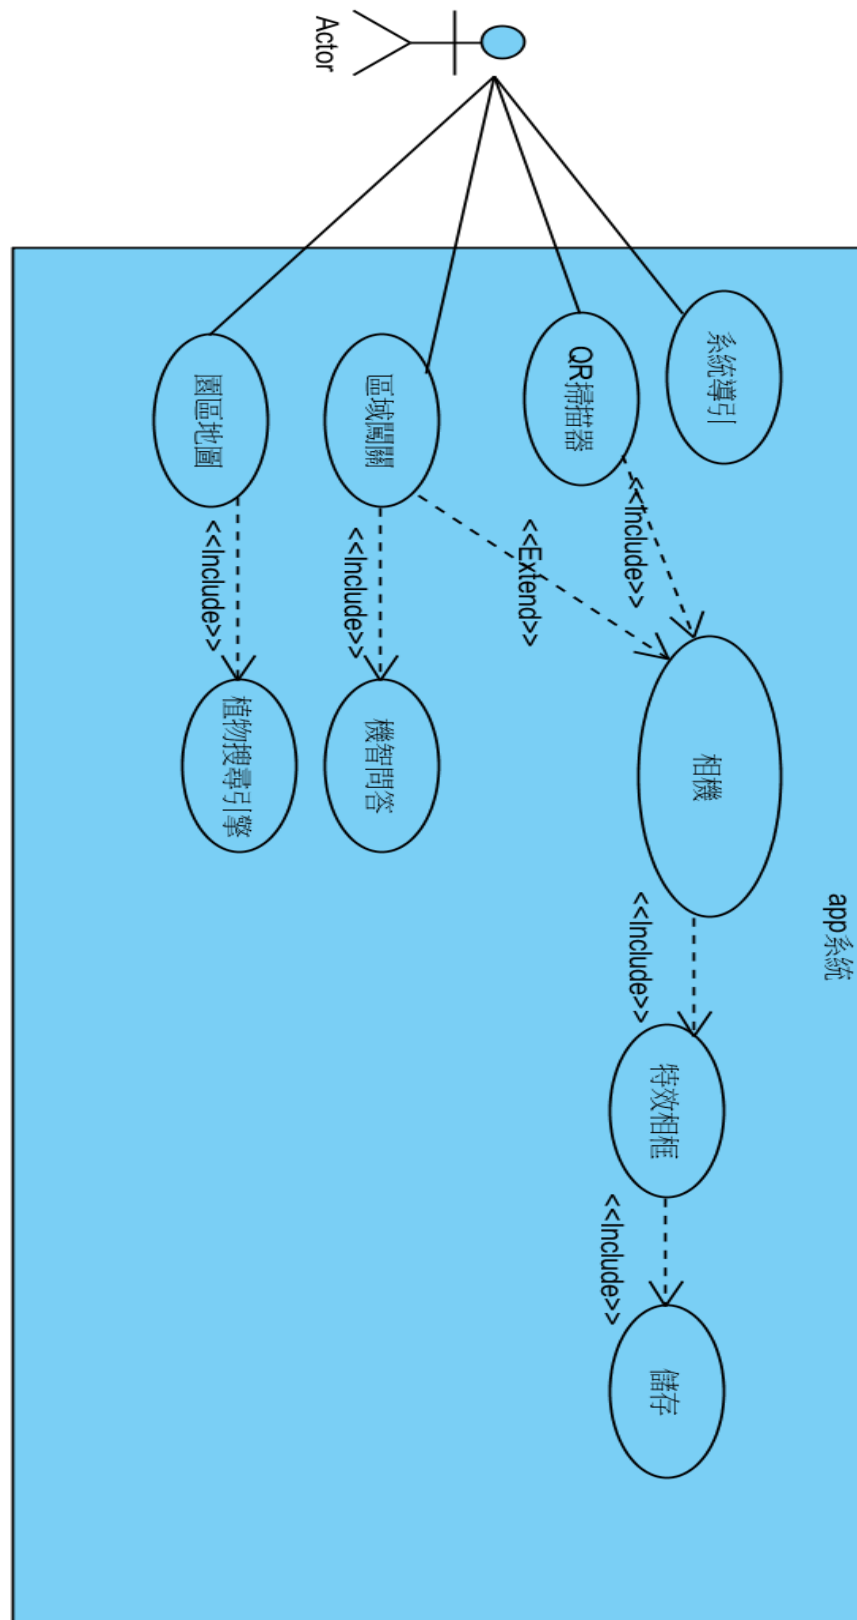 app系統
Actor
系統導引
QR掃描器
<<Include>>
相機
<<Include>>
特效相框
<<Include>>
儲存
<<Extend>>
區域闖關
<<Include>>
機智問答
園區地圖
<<Include>>
植物搜尋引擎